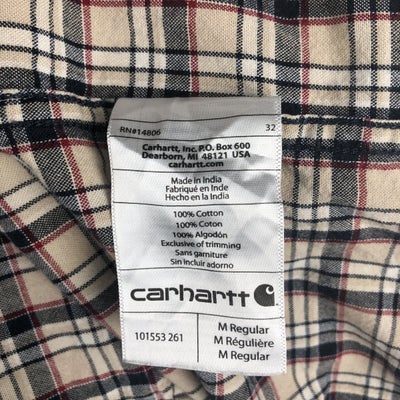 RN#14806 32
Carhartt, Inc. P.O. Box 600
Dearborn, MI 48121 USA
carhartt.com
Made in India
Fabriqué en Inde
Hecho en la India
100% Cotton
100% Coton
100% Algodón
Exclusive of trimming
Sans garniture
Sin incluir adorno
carhartt
101553 261
M Regular
M Régulière
M Regular